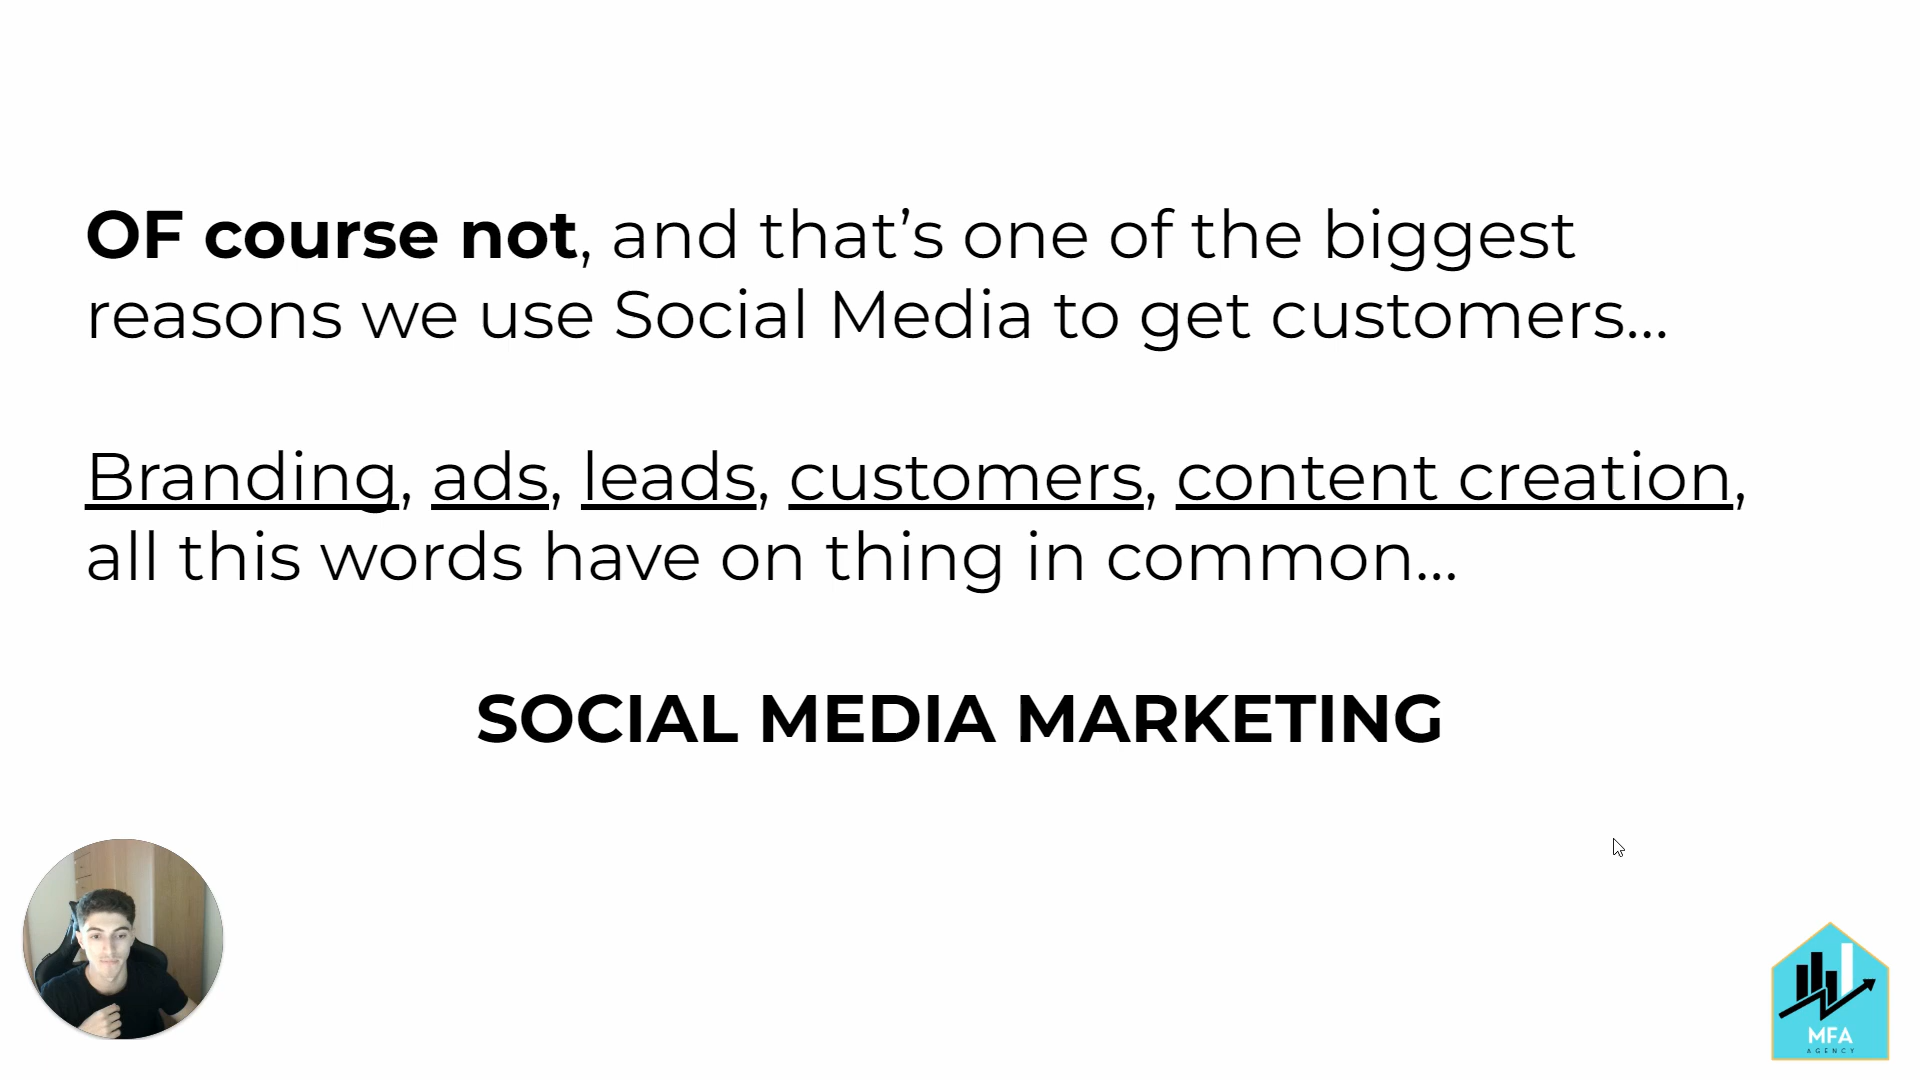 OF course not, and that’s one of the biggest
reasons we use Social Media to get customers...
Branding, ads, leads, customers, content creation,
all this words have on thing in common...
SOCIAL MEDIA MARKETING
MFA
AGENCY